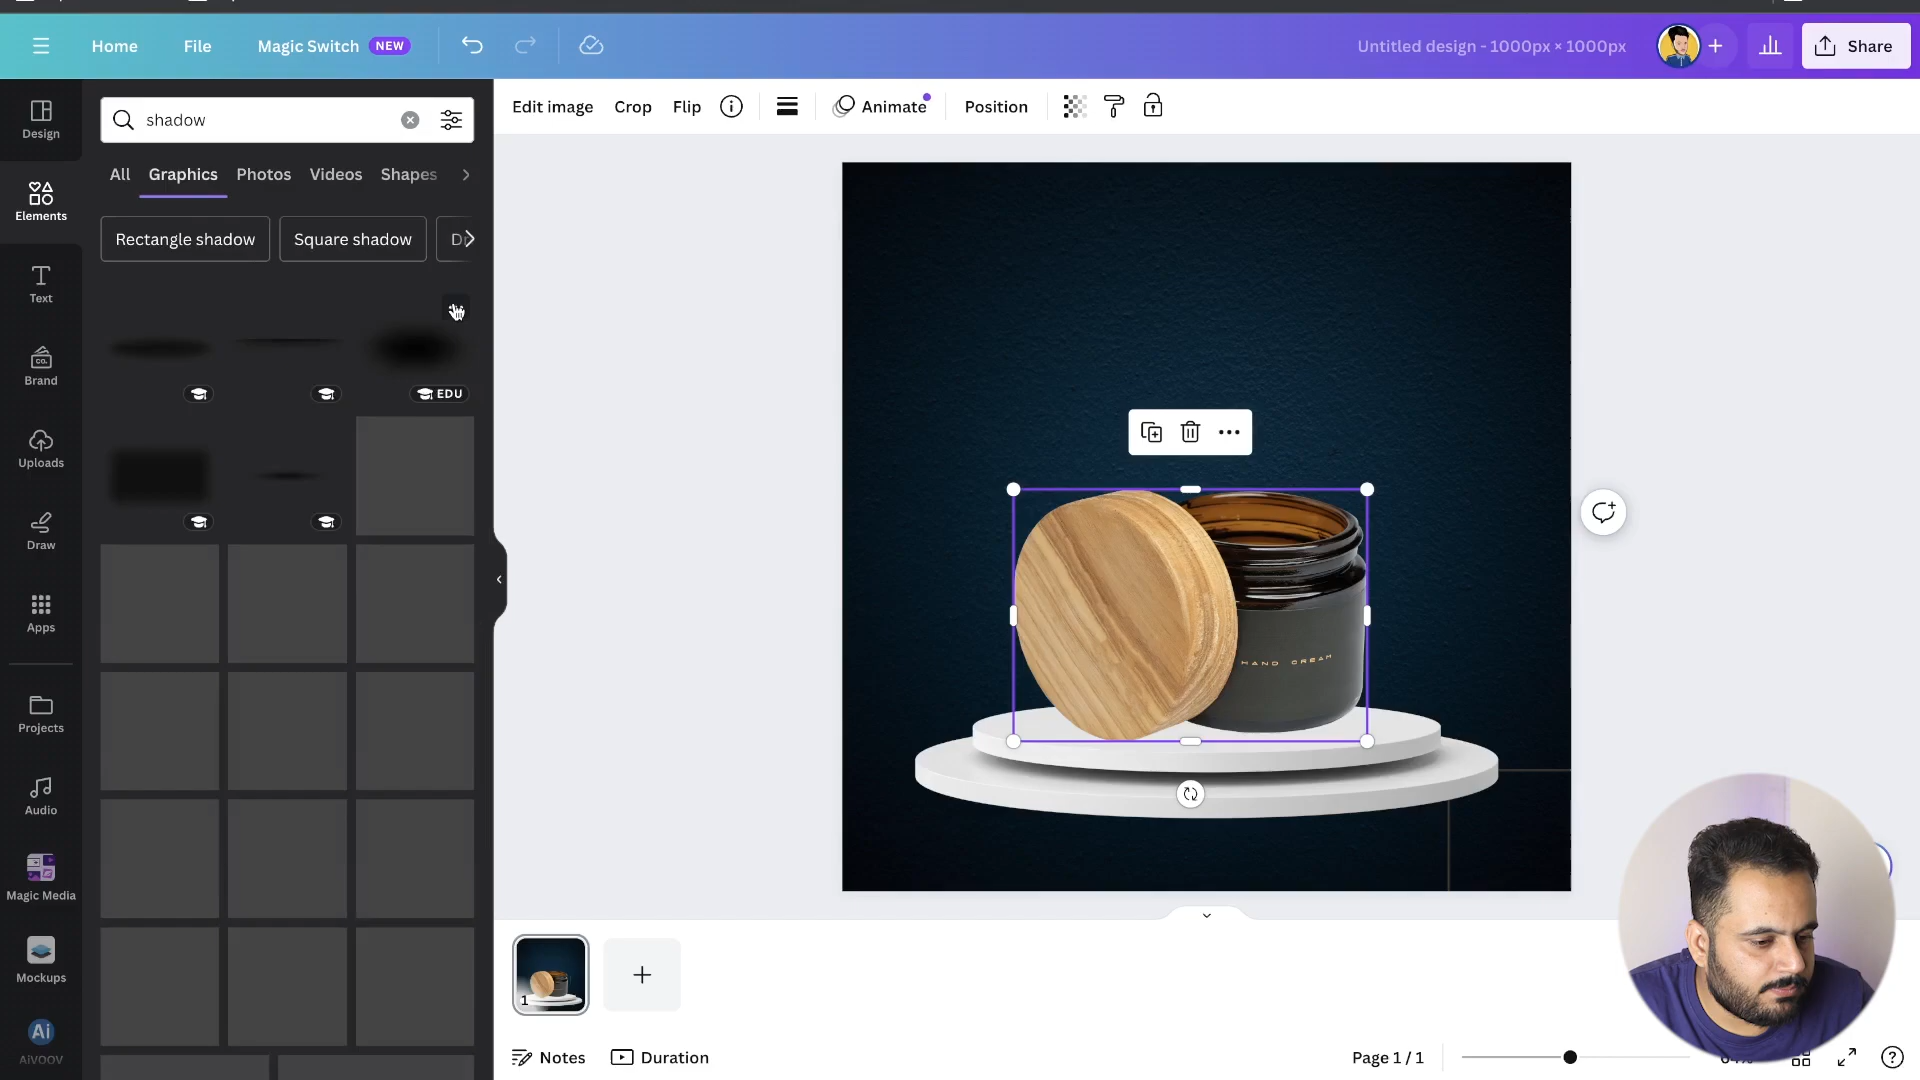 Home
File
Magic Switch NEW
Untitled design - 1000px × 1000px
Share
Design
Elements
Text
Brand
CO.
Uploads
Draw
Apps
Projects
Audio
Magic Media
Mockups
Ai
AiVOOV
shadow
All
Graphics
Photos
Videos
Shapes
Rectangle shadow
Square shadow
EDU
Edit image
Crop
Flip
Animate
Position
HAND CREAM
1
Notes
Duration
Page 1 / 1